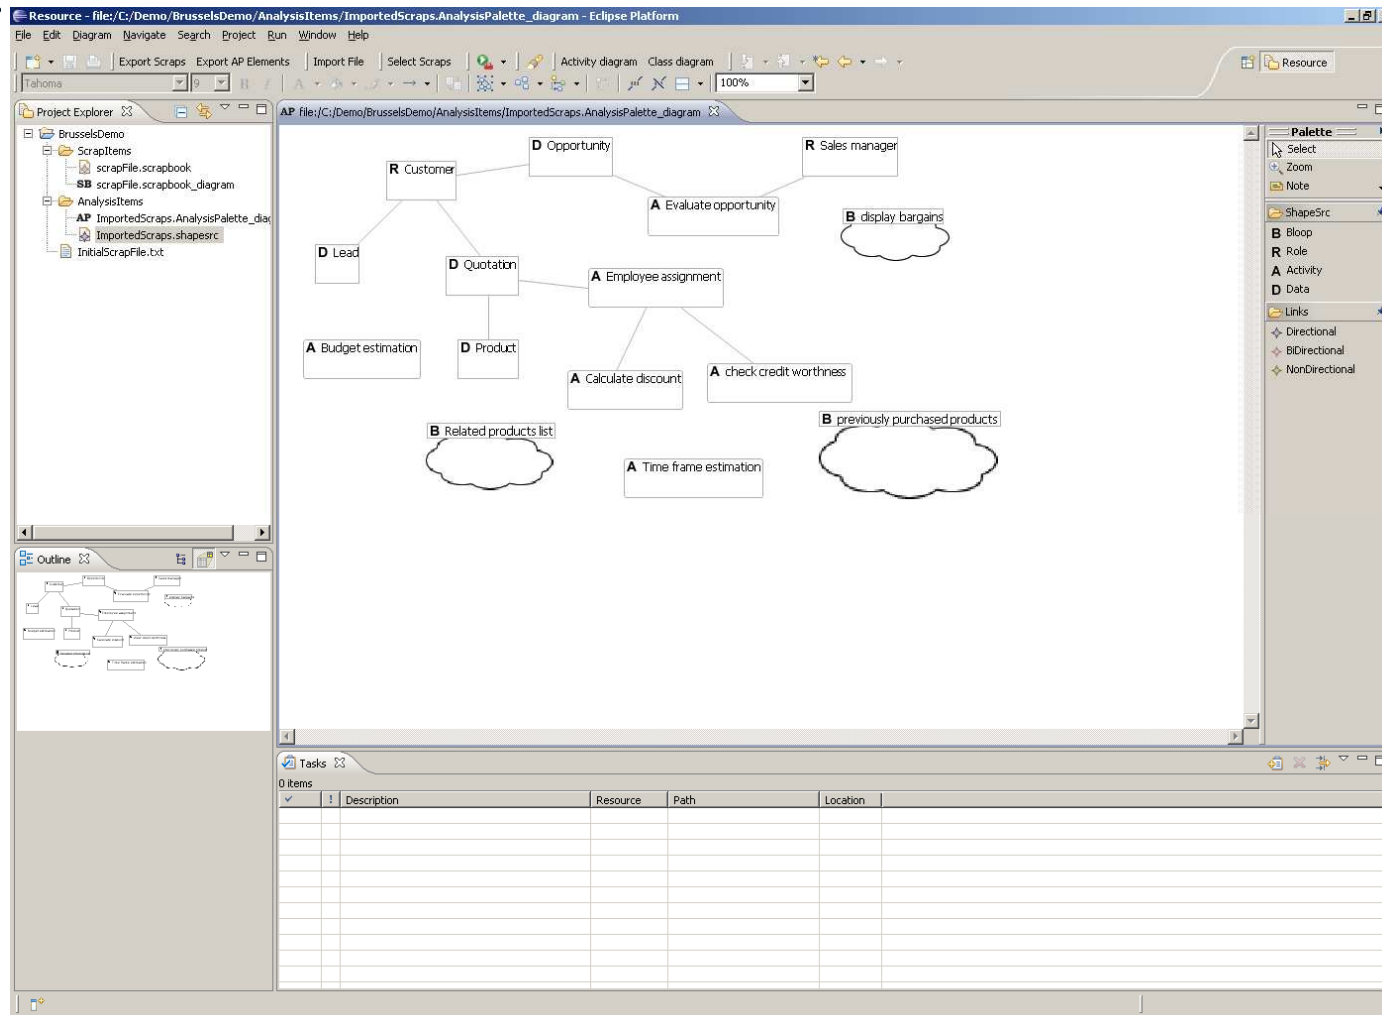 Resource - file:/C:/Demo/BrusselsDemo/AnalysisItems/ImportedScraps.AnalysisPalette_diagram - Eclipse Platform
File Edit Diagram Navigate Search Project Run Window Help
Export Scraps Export AP Elements Import File Select Scraps Activity diagram Class diagram
Resource
Tahoma 9 B I A 100%
Project Explorer
BrusselsDemo
ScrapItems
scrapFile.scrapbook
SB scrapFile.scrapbook_diagram
AnalysisItems
AP ImportedScraps.AnalysisPalette_diag
ImportedScraps.shapesrc
InitialScrapFile.txt
AP file:/C:/Demo/BrusselsDemo/AnalysisItems/ImportedScraps.AnalysisPalette_diagram
D Opportunity
R Sales manager
R Customer
A Evaluate opportunity
B display bargains
D Lead
D Quotation
A Employee assignment
A Budget estimation
D Product
A Calculate discount
A check credit worthness
B Related products list
B previously purchased products
A Time frame estimation
Palette
Select
Zoom
Note
ShapeSrc
B Bloop
R Role
A Activity
D Data
Links
Directional
BiDirectional
NonDirectional
Outline
Tasks
0 items
! Description Resource Path Location